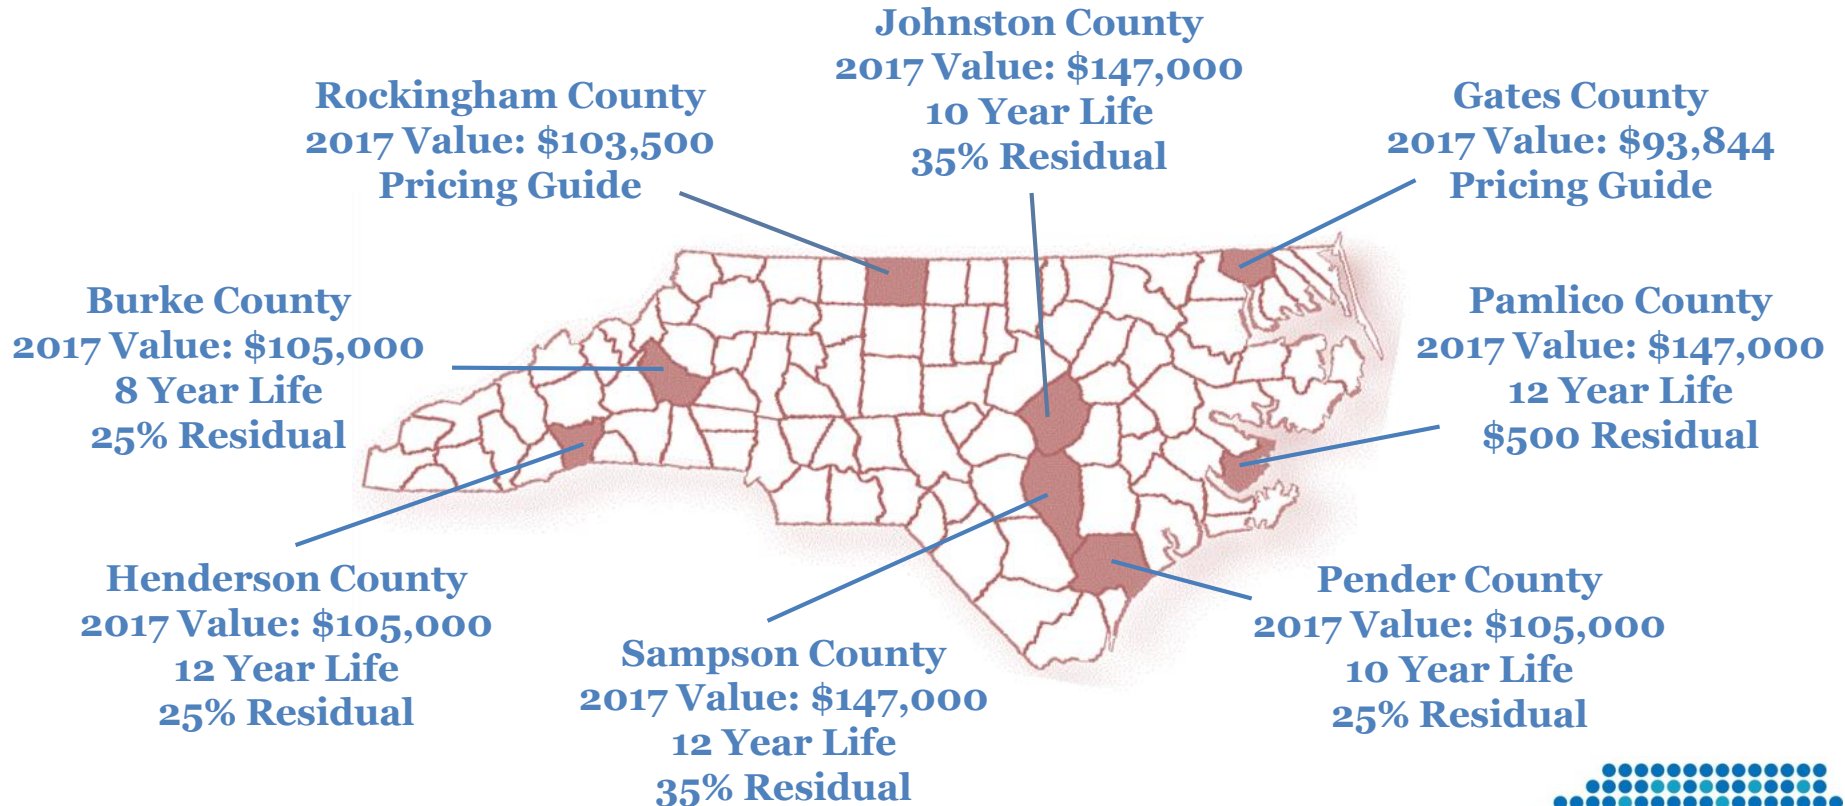 Johnston County
2017 Value: $147,000
10 Year Life
35% Residual
Rockingham County
2017 Value: $103,500
Pricing Guide
Gates County
2017 Value: $93,844
Pricing Guide
Burke County
2017 Value: $105,000
8 Year Life
25% Residual
Pamlico County
2017 Value: $147,000
12 Year Life
$500 Residual
Henderson County
2017 Value: $105,000
12 Year Life
25% Residual
Sampson County
2017 Value: $147,000
12 Year Life
35% Residual
Pender County
2017 Value: $105,000
10 Year Life
25% Residual